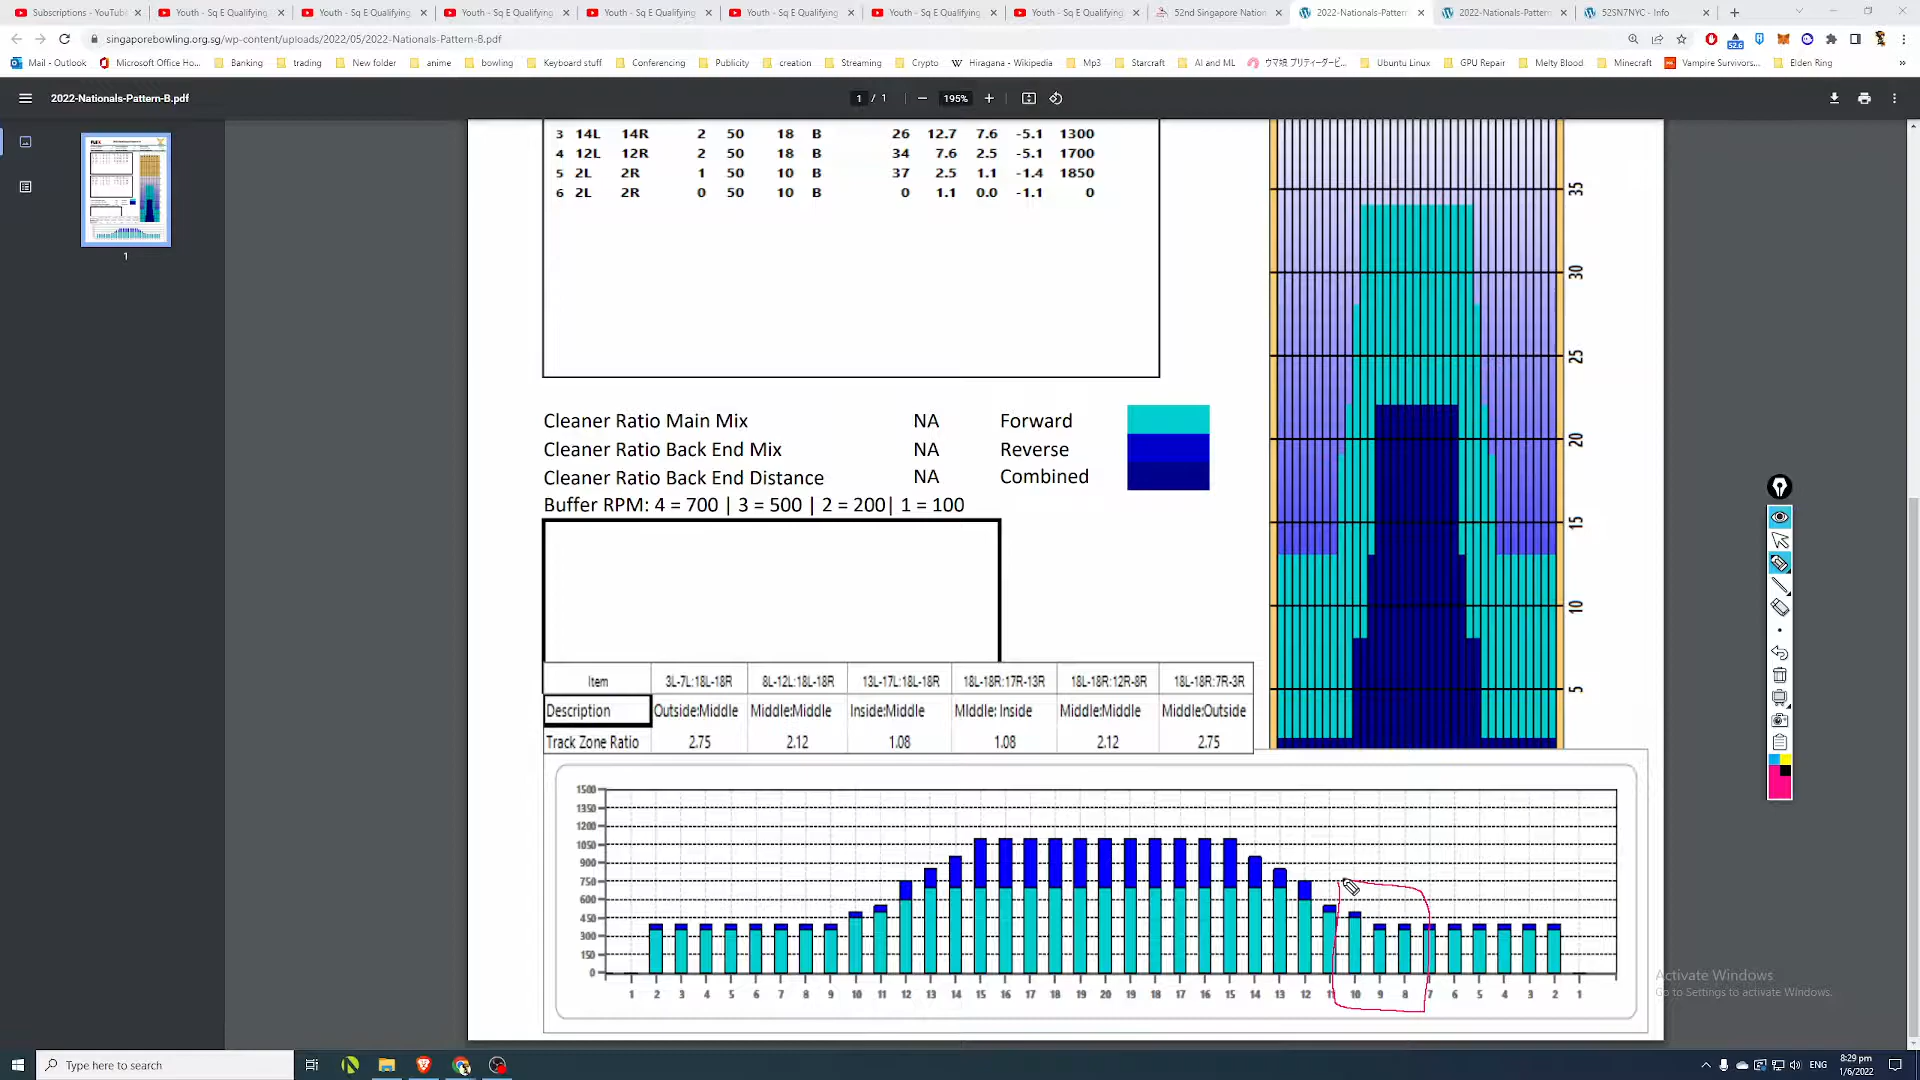 Subscriptions - YouTub
Youth - Sq E Qualifying
Youth - Sq E Qualifying
Youth - Sq E Qualifying
Youth - Sq E Qualifying
Youth - Sq E Qualifying
Youth - Sq E Qualifying
Youth - Sq E Qualifying
52nd Singapore Nation
2022-Nationals-Pattern
2022-Nationals-Pattern
52SN7NYC - Info
singaporebowling.org.sg/wp-content/uploads/2022/05/2022-Nationals-Pattern-B.pdf
52.6
Mail - Outlook
Microsoft Office Ho...
Banking
trading
New folder
anime
bowling
Keyboard stuff
Conferencing
Publicity
creation
Streaming
Crypto
Hiragana - Wikipedia
Mp3
Starcraft
AI and ML
ウマ娘 プリティーダービ...
Ubuntu Linux
GPU Repair
Melty Blood
Minecraft
Vampire Survivors...
Elden Ring
2022-Nationals-Pattern-B.pdf
1 / 1
195%
1
3 14L 14R 2 50 18 B 26 12.7 7.6 -5.1 1300
4 12L 12R 2 50 18 B 34 7.6 2.5 -5.1 1700
5 2L 2R 1 50 10 B 37 2.5 1.1 -1.4 1850
6 2L 2R 0 50 10 B 0 1.1 0.0 -1.1 0
35
30
25
20
15
10
5
Cleaner Ratio Main Mix NA Forward
Cleaner Ratio Back End Mix NA Reverse
Cleaner Ratio Back End Distance NA Combined
Buffer RPM: 4 = 700 | 3 = 500 | 2 = 200| 1 = 100
Item 3L-7L:18L-18R 8L-12L:18L-18R 13L-17L:18L-18R 18L-18R:17R-13R 18L-18R:12R-8R 18L-18R:7R-3R
Description Outside:Middle Middle:Middle Inside:Middle MIddle: Inside Middle:Middle Middle:Outside
Track Zone Ratio 2.75 2.12 1.08 1.08 2.12 2.75
1500
1350
1200
1050
900
750
600
450
300
150
0
1 2 3 4 5 6 7 8 9 10 11 12 13 14 15 16 17 18 19 20 19 18 17 16 15 14 13 12 11 10 9 8 7 6 5 4 3 2 1
Activate Windows
Go to Settings to activate Windows.
Type here to search
ENG
8:29 pm
1/6/2022